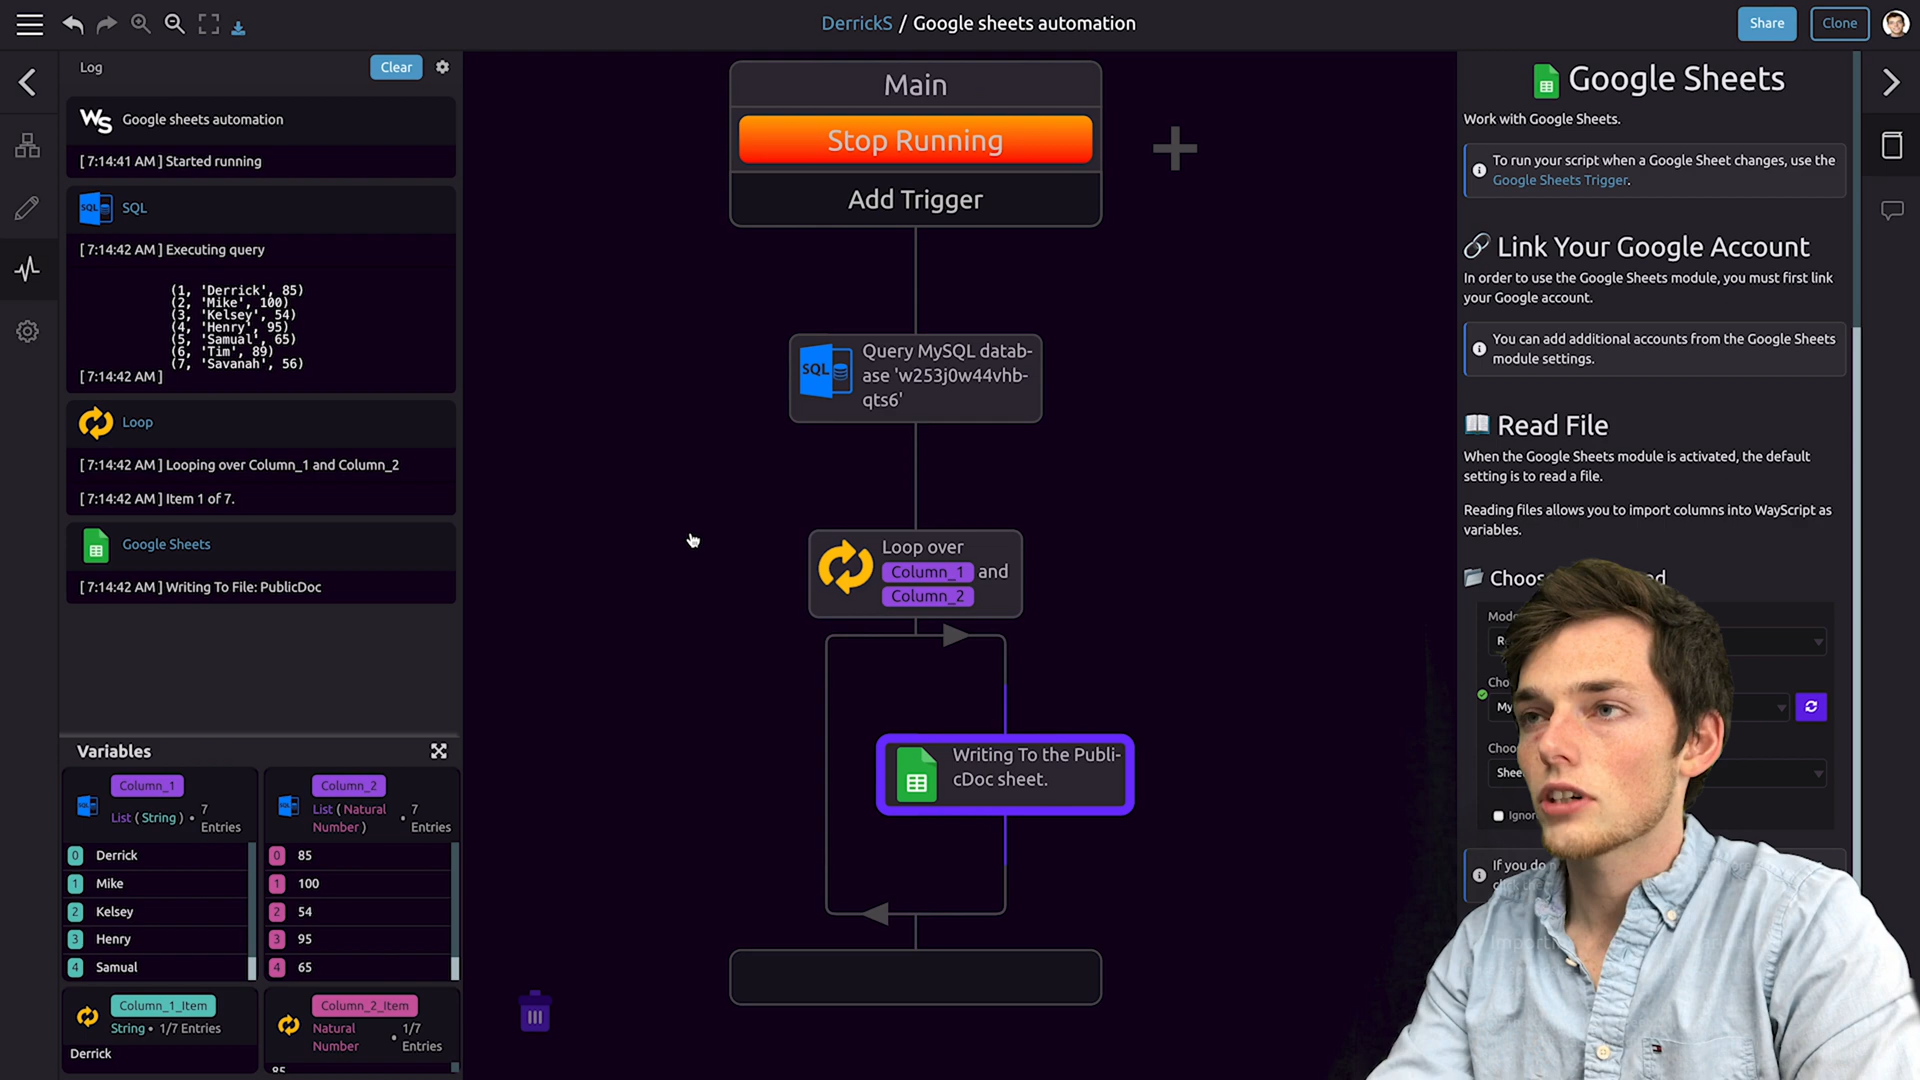 DerrickS / Google sheets automation
Share
Clone
Log
Clear
WS
Google sheets automation
[ 7:14:41 AM ] Started running
SQL
SQL
[ 7:14:42 AM ] Executing query
(1, 'Derrick', 85)
(2, 'Mike', 100)
(3, 'Kelsey', 54)
(4, 'Henry', 95)
(5, 'Samual', 65)
(6, 'Tim', 89)
(7, 'Savanah', 56)
[ 7:14:42 AM ]
Loop
[ 7:14:42 AM ] Looping over Column_1 and Column_2
[ 7:14:42 AM ] Item 1 of 7.
Google Sheets
[ 7:14:42 AM ] Writing To File: PublicDoc
Variables
Column_1
List ( String ) • 7 Entries
0 Derrick
1 Mike
2 Kelsey
3 Henry
4 Samual
Column_2
List ( Natural Number ) • 7 Entries
0 85
1 100
2 54
3 95
4 65
Column_1_Item
String • 1/7 Entries
Derrick
Column_2_Item
Natural Number • 1/7 Entries
85
Main
Stop Running
Add Trigger
SQL
Query MySQL datab-
ase 'w253j0w44vhb-
qts6'
Loop over
Column_1 and
Column_2
Writing To the Publi-
cDoc sheet.
Google Sheets
Work with Google Sheets.
To run your script when a Google Sheet changes, use the
Google Sheets Trigger.
Link Your Google Account
In order to use the Google Sheets module, you must first link
your Google account.
You can add additional accounts from the Google Sheets
module settings.
Read File
When the Google Sheets module is activated, the default
setting is to read a file.
Reading files allows you to import columns into WayScript as
variables.
If you do